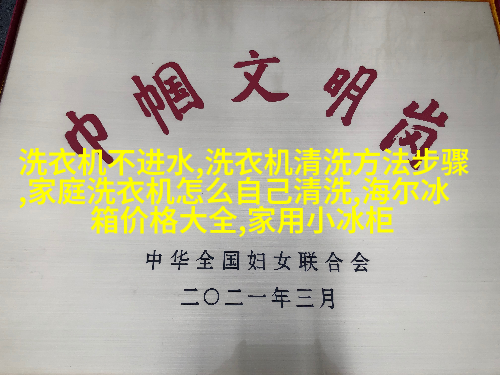 巾帼文明岗
洗衣机不进水,洗衣机清洗方法步骤
,家庭洗衣机怎么自己清洗,海尔冰
箱价格大全,家用小冰柜
中华全国妇女联合会
二〇二一年三月